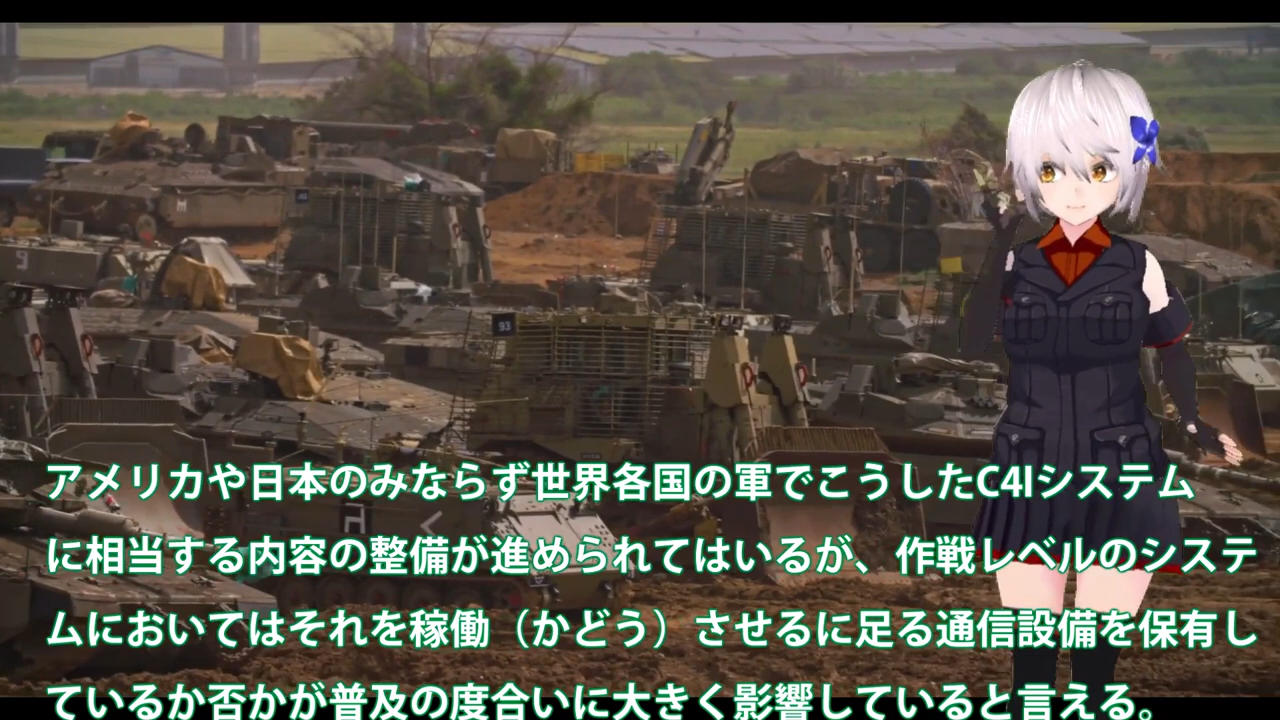 93
アメリカや日本のみならず世界各国の軍でこうしたC4Iシステム
に相当する内容の整備が進められてはいるが、作戦レベルのシステ
ムにおいてはそれを稼働（かどう）させるに足る通信設備を保有し
ているか否かが普及の度合いに大きく影響していると言える。